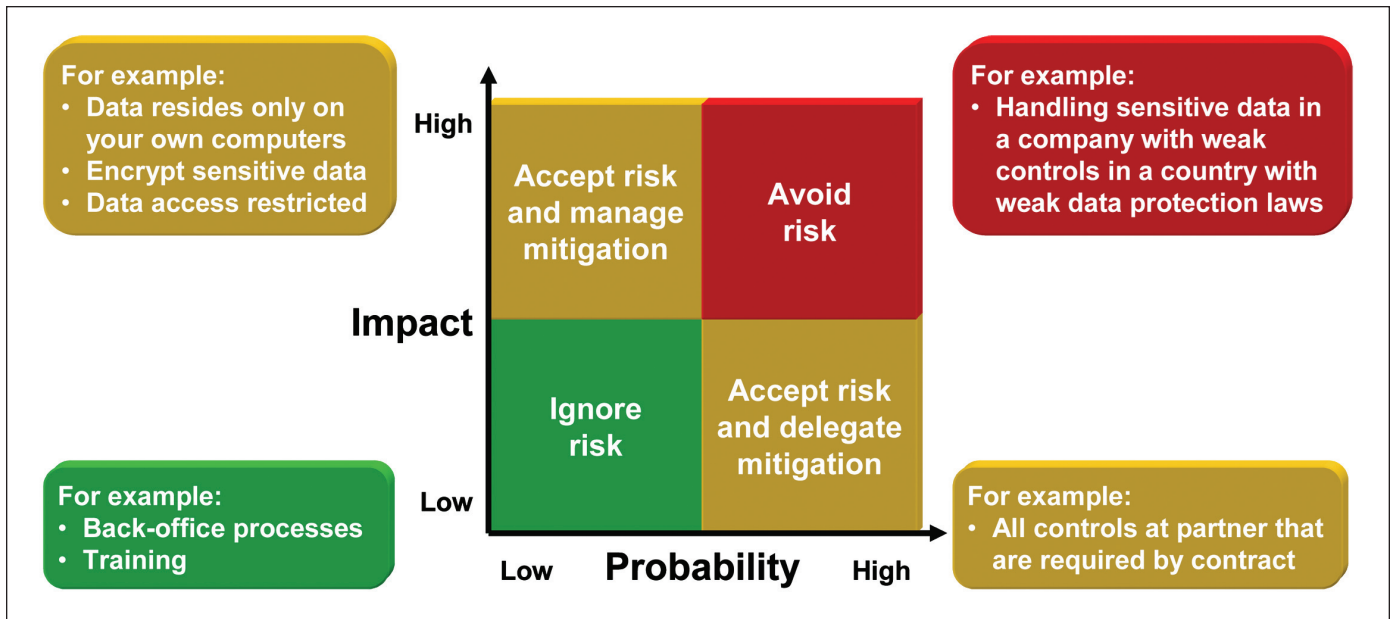 For example:
• Data resides only on
your own computers
• Encrypt sensitive data
• Data access restricted
For example:
• Handling sensitive data in
a company with weak
controls in a country with
weak data protection laws
High
Accept risk
and manage
mitigation
Avoid
risk
Impact
Ignore
risk
Accept risk
and delegate
mitigation
Low
Low
Probability
High
For example:
• Back-office processes
• Training
For example:
• All controls at partner that
are required by contract